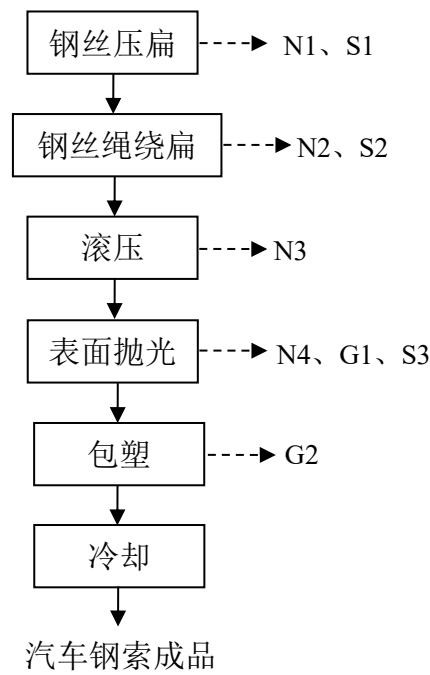 钢丝压扁 N1、S1
钢丝绳绕扁 N2、S2
滚压 N3
表面抛光 N4、G1、S3
包塑 G2
冷却
汽车钢索成品